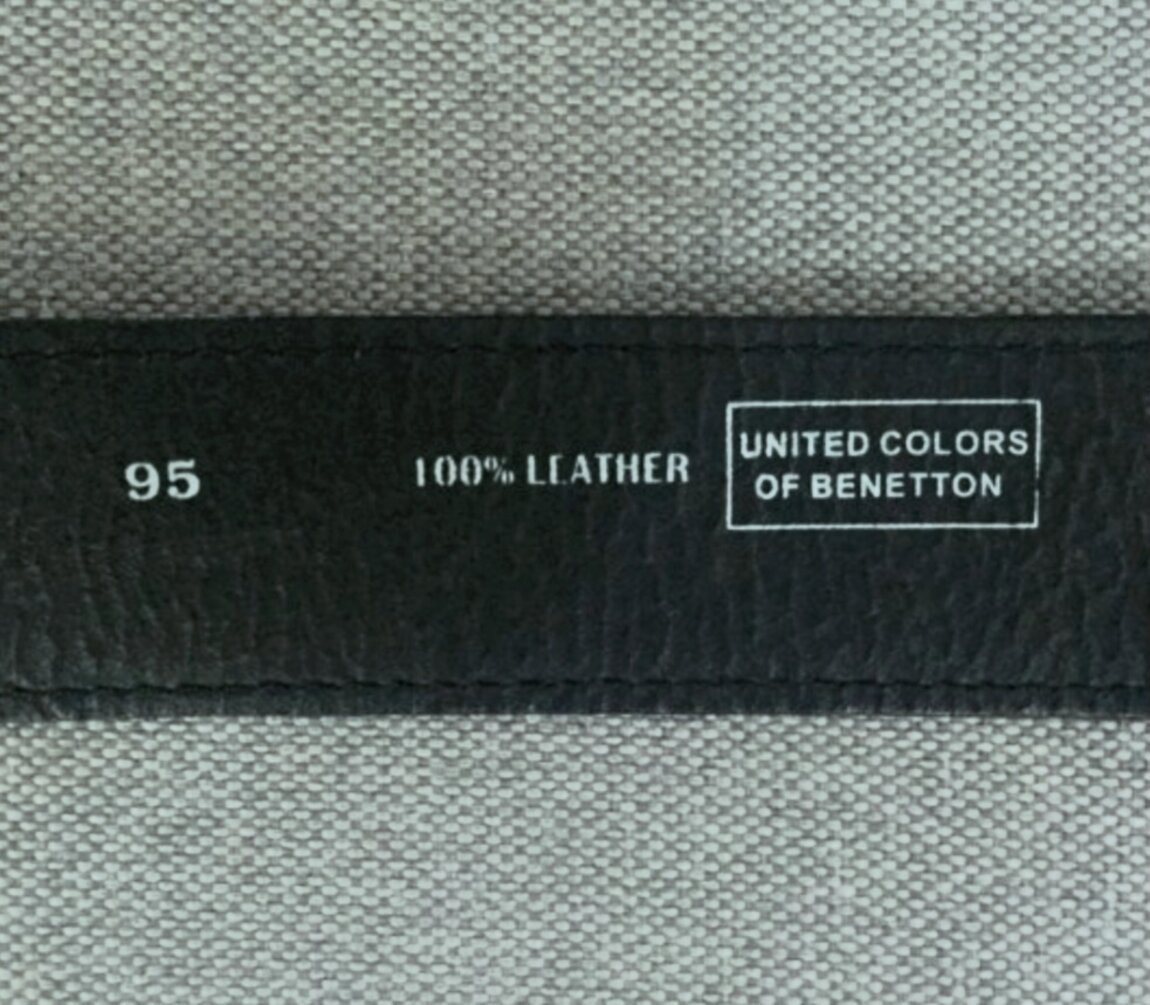 95
100% LEATHER
UNITED COLORS
OF BENETTON